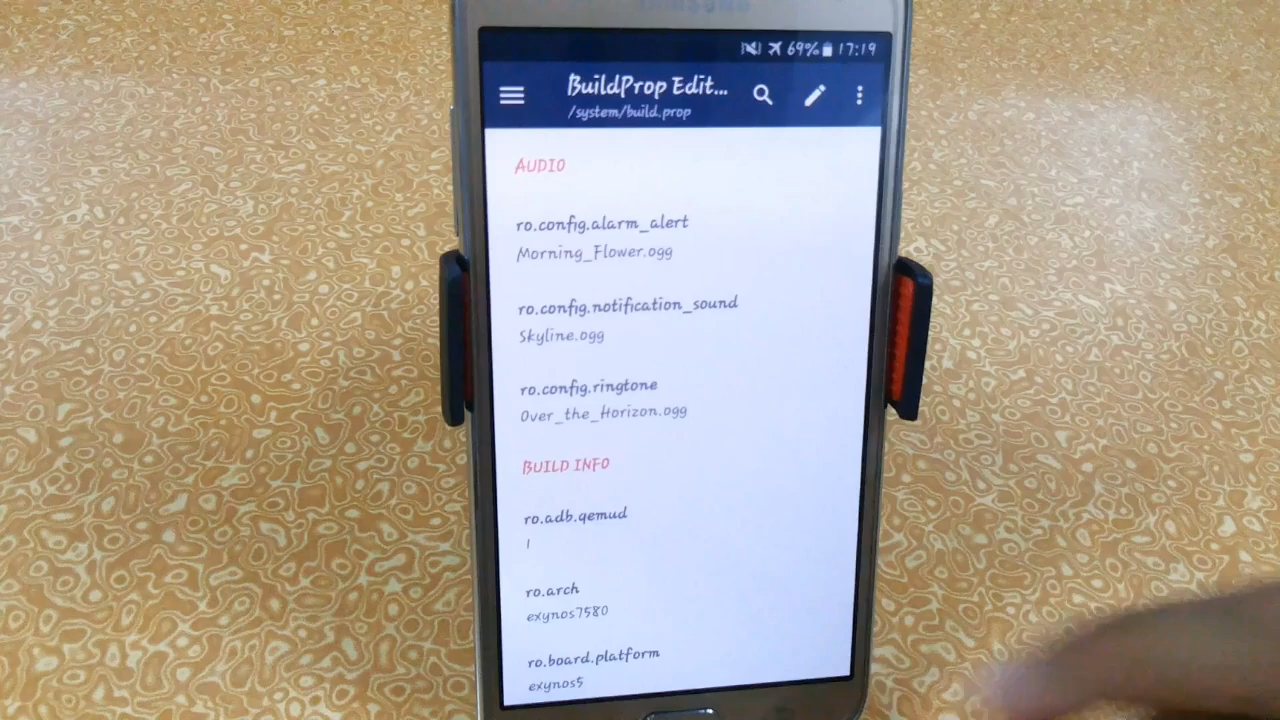 SAMSUNG
69% 17:19
BuildProp Edit...
/system/build.prop
AUDIO
ro.config.alarm_alert
Morning_Flower.ogg
ro.config.notification_sound
Skyline.ogg
ro.config.ringtone
Over_the_Horizon.ogg
BUILD INFO
ro.adb.qemud
1
ro.arch
exynos7580
ro.board.platform
exynos5